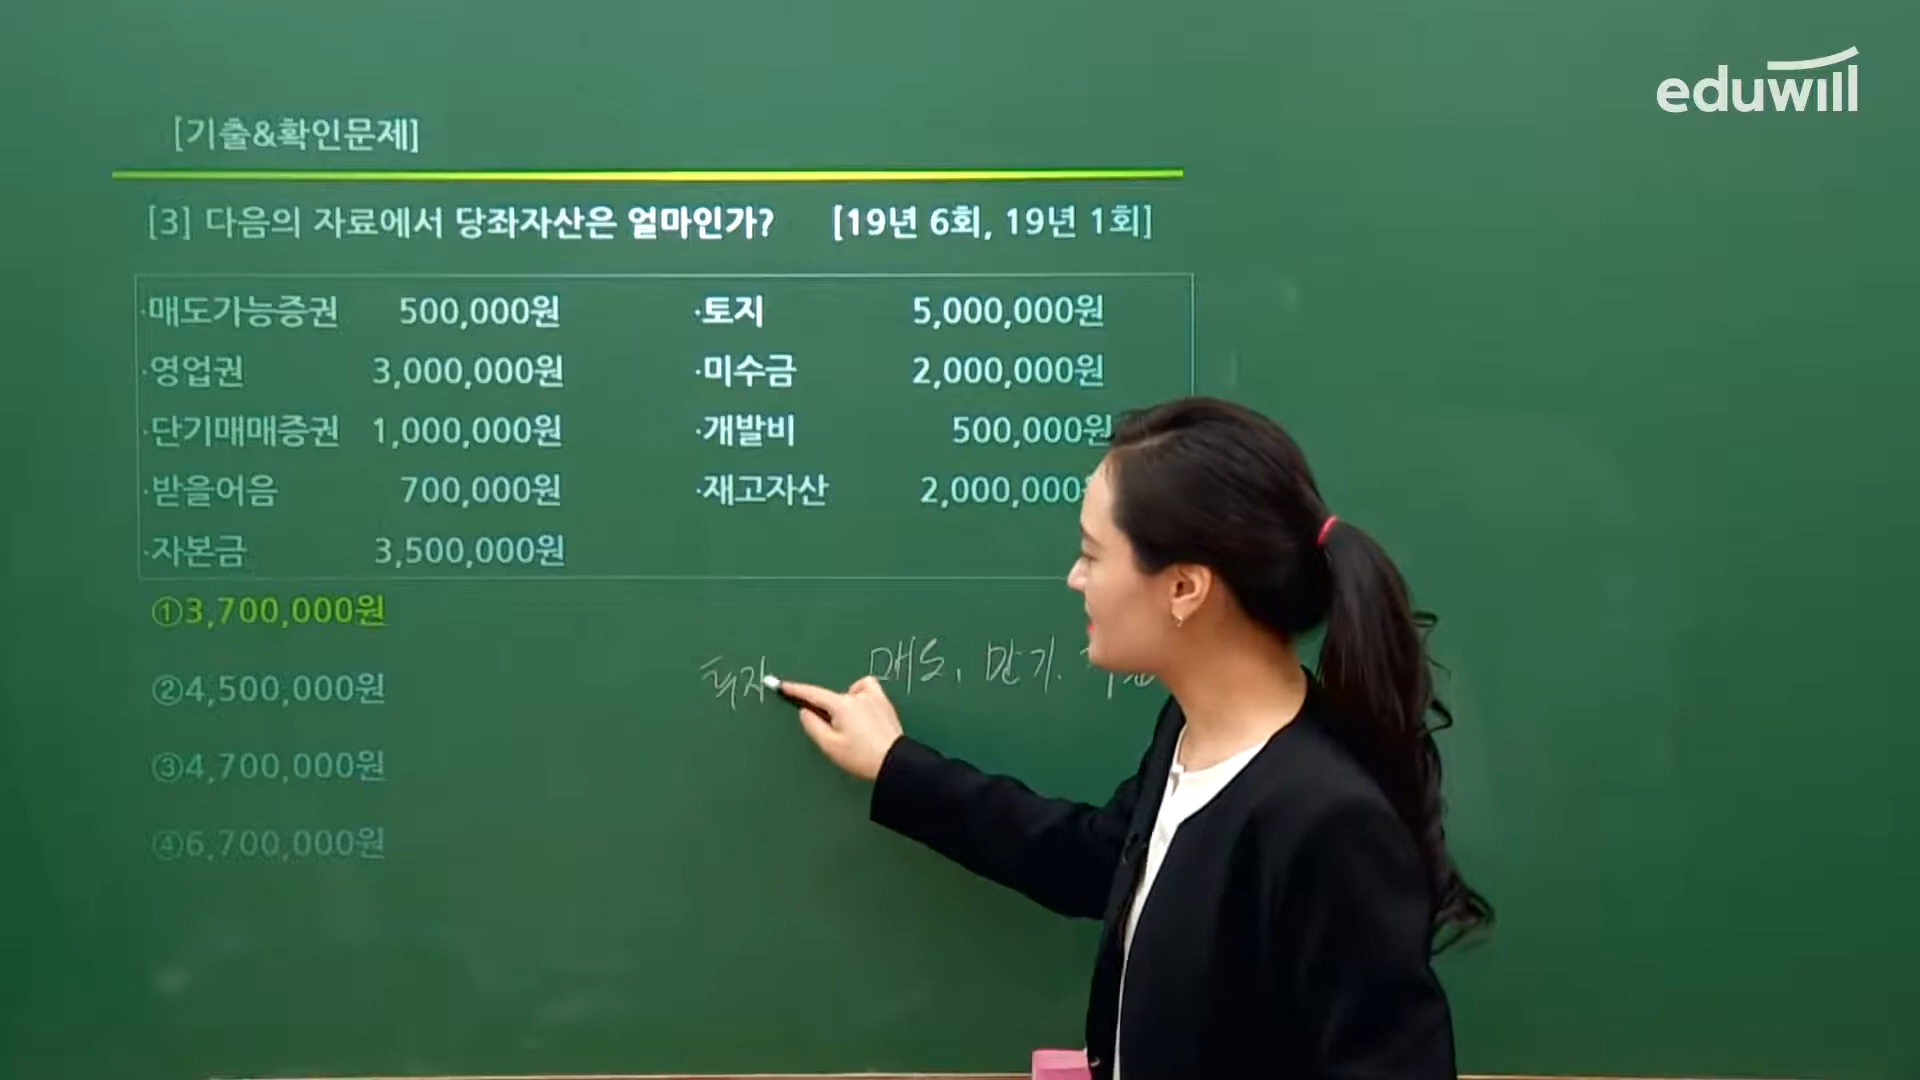 eduwill
[기출&확인문제]
[3] 다음의 자료에서 당좌자산은 얼마인가? [19년 6회, 19년 1회]
·매도가능증권 500,000원 ·토지 5,000,000원
·영업권 3,000,000원 ·미수금 2,000,000원
·단기매매증권 1,000,000원 ·개발비 500,000원
·받을어음 700,000원 ·재고자산 2,000,000
·자본금 3,500,000원
①3,700,000원
투자 매도, 만기.
②4,500,000원
③4,700,000원
④6,700,000원